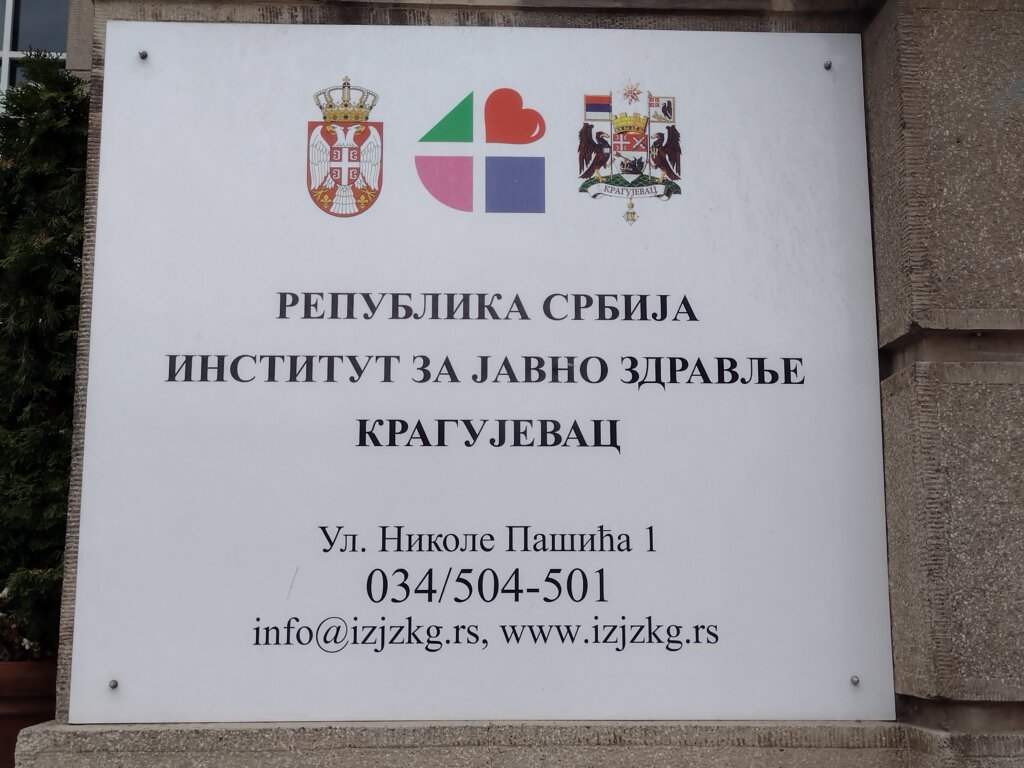 КРАГУЈЕВАЦ
РЕПУБЛИКА СРБИЈА
ИНСТИТУТ ЗА ЈАВНО ЗДРАВЉЕ
КРАГУЈЕВАЦ
Ул. Николе Пашића 1
034/504-501
info@izjzkg.rs, www.izjzkg.rs